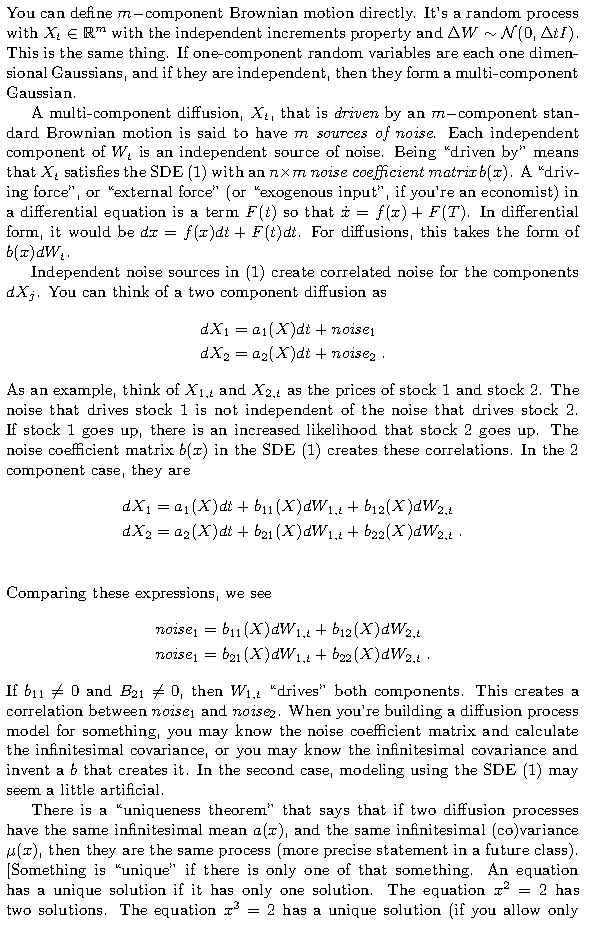 You can define m−component Brownian motion directly. It's a random process
with X_t ∈ ℝ^m with the independent increments property and ΔW ∼ 𝒩(0, ΔtI).
This is the same thing. If one-component random variables are each one dimen-
sional Gaussians, and if they are independent, then they form a multi-component
Gaussian.
A multi-component diffusion, X_t, that is driven by an m−component stan-
dard Brownian motion is said to have m sources of noise. Each independent
component of W_t is an independent source of noise. Being “driven by” means
that X_t satisfies the SDE (1) with an n×m noise coefficient matrix b(x). A “driv-
ing force”, or “external force” (or “exogenous input”, if you're an economist) in
a differential equation is a term F(t) so that ẋ = f(x) + F(T). In differential
form, it would be dx = f(x)dt + F(t)dt. For diffusions, this takes the form of
b(x)dW_t.
Independent noise sources in (1) create correlated noise for the components
dX_j. You can think of a two component diffusion as
dX_1 = a_1(X)dt + noise_1
dX_2 = a_2(X)dt + noise_2 .
As an example, think of X_{1,t} and X_{2,t} as the prices of stock 1 and stock 2. The
noise that drives stock 1 is not independent of the noise that drives stock 2.
If stock 1 goes up, there is an increased likelihood that stock 2 goes up. The
noise coefficient matrix b(x) in the SDE (1) creates these correlations. In the 2
component case, they are
dX_1 = a_1(X)dt + b_{11}(X)dW_{1,t} + b_{12}(X)dW_{2,t}
dX_2 = a_2(X)dt + b_{21}(X)dW_{1,t} + b_{22}(X)dW_{2,t} .
Comparing these expressions, we see
noise_1 = b_{11}(X)dW_{1,t} + b_{12}(X)dW_{2,t}
noise_1 = b_{21}(X)dW_{1,t} + b_{22}(X)dW_{2,t} .
If b_{11} ≠ 0 and B_{21} ≠ 0, then W_{1,t} “drives” both components. This creates a
correlation between noise_1 and noise_2. When you're building a diffusion process
model for something, you may know the noise coefficient matrix and calculate
the infinitesimal covariance, or you may know the infinitesimal covariance and
invent a b that creates it. In the second case, modeling using the SDE (1) may
seem a little artificial.
There is a “uniqueness theorem” that says that if two diffusion processes
have the same infinitesimal mean a(x), and the same infinitesimal (co)variance
μ(x), then they are the same process (more precise statement in a future class).
[Something is “unique” if there is only one of that something. An equation
has a unique solution if it has only one solution. The equation x^2 = 2 has
two solutions. The equation x^3 = 2 has a unique solution (if you allow only